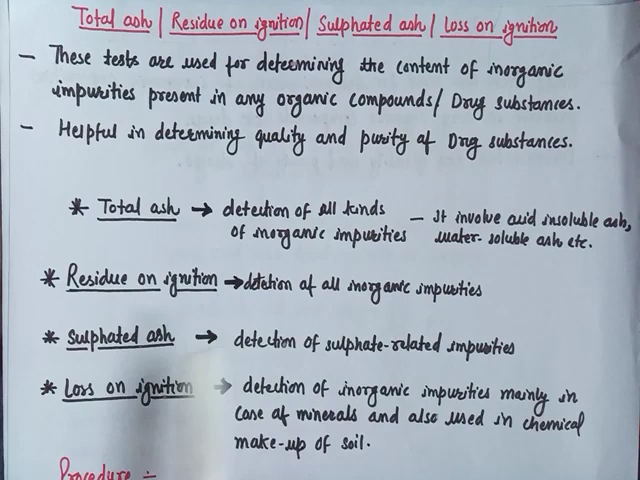 Total ash / Residue on ignition / Sulphated ash / Loss on ignition
- These tests are used for determining the content of inorganic
impurities present in any organic compounds / Drug substances.
- Helpful in determining quality and purity of Drug substances.
* Total ash → detection of all kinds
of inorganic impurities
- It involve acid insoluble ash,
water-soluble ash etc.
* Residue on ignition → detetion of all inorganic impurities
* Sulphated ash → detection of sulphate-related impurities
* Loss on ignition → detection of inorganic impurities mainly in
case of minerals and also used in chemical
make-up of soil.
Procedure :-